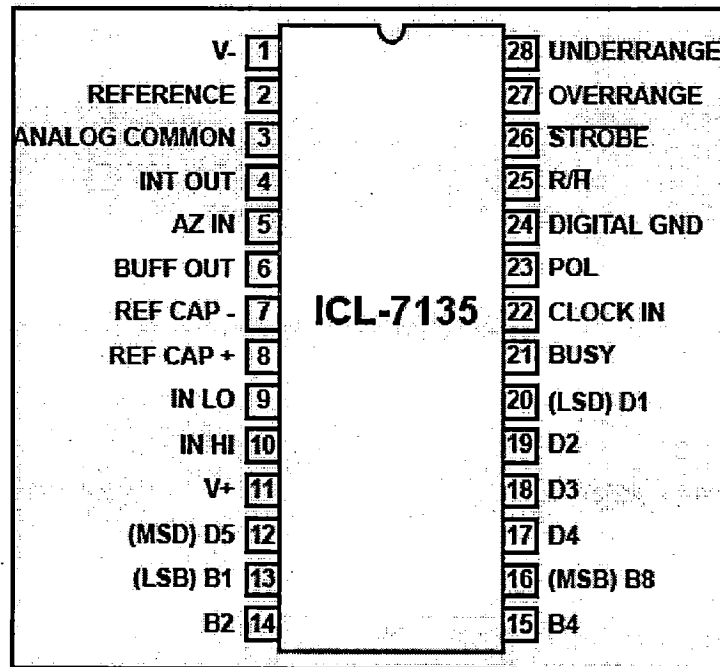 V- 1
REFERENCE 2
ANALOG COMMON 3
INT OUT 4
AZ IN 5
BUFF OUT 6
REF CAP - 7
REF CAP + 8
IN LO 9
IN HI 10
V+ 11
(MSD) D5 12
(LSB) B1 13
B2 14
ICL-7135
28 UNDERRANGE
27 OVERRANGE
26 STROBE
25 R/H
24 DIGITAL GND
23 POL
22 CLOCK IN
21 BUSY
20 (LSD) D1
19 D2
18 D3
17 D4
16 (MSB) B8
15 B4